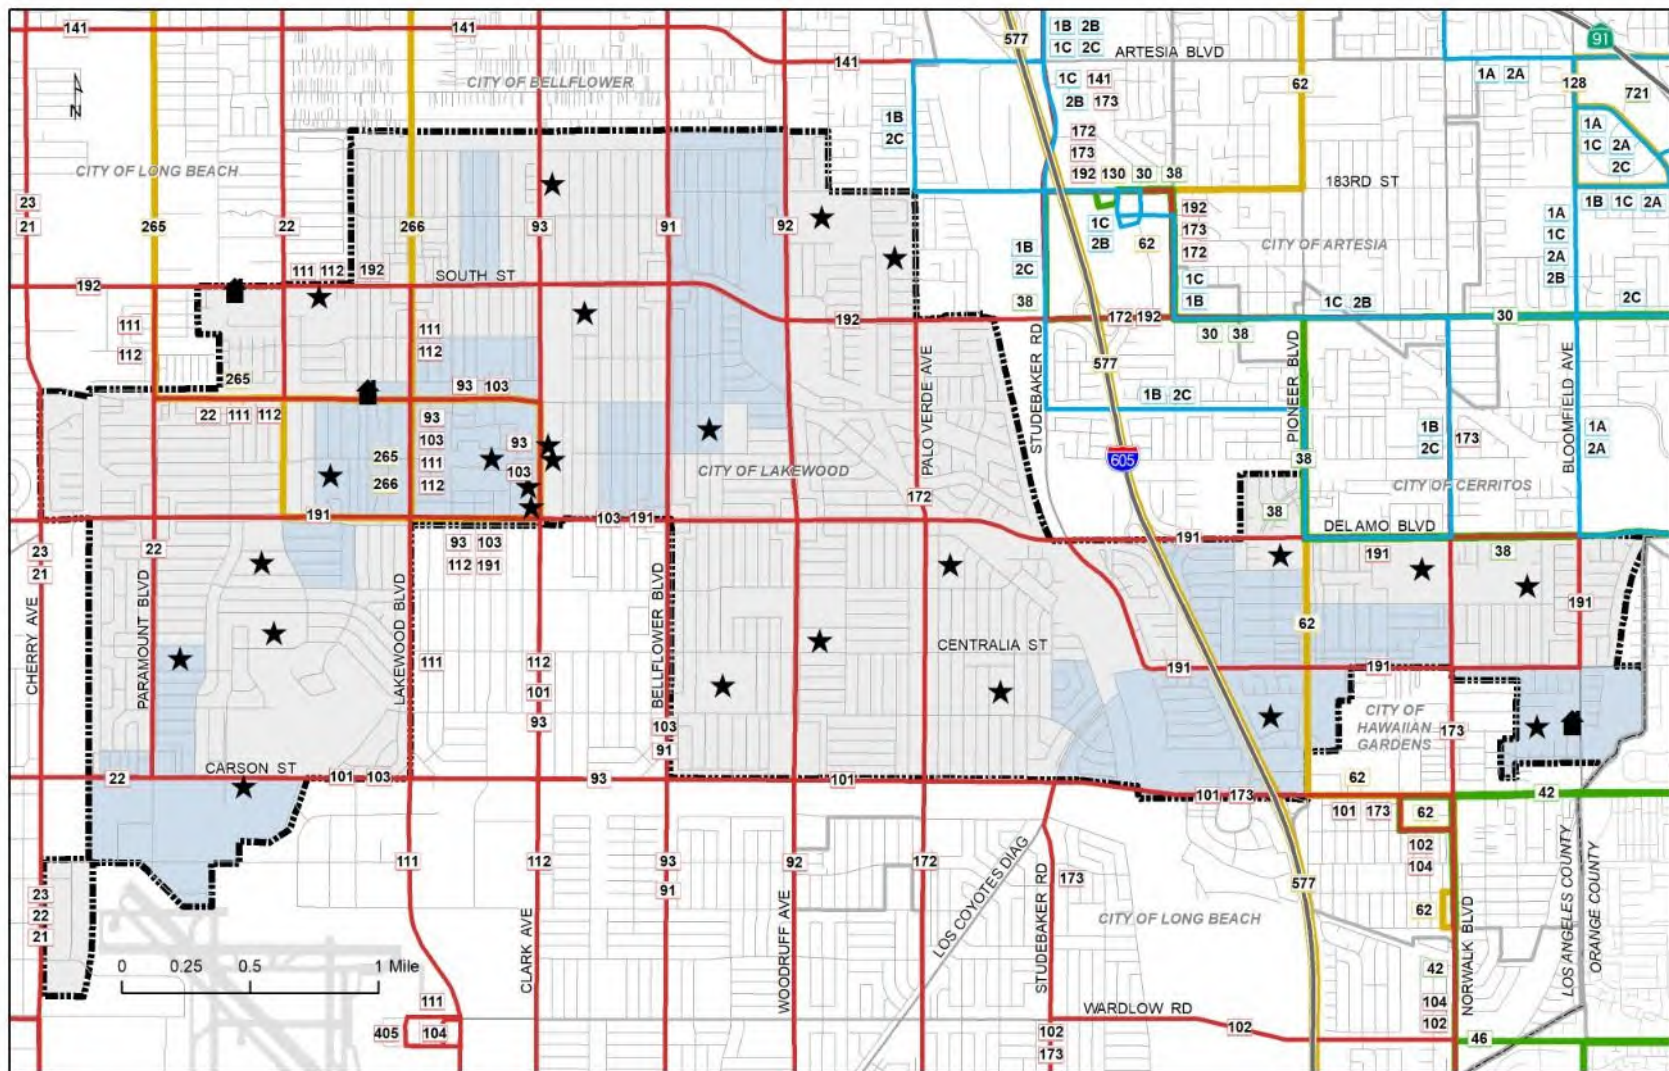 141
141
577
1B 2B
1C 2C
ARTESIA BLVD
91
CITY OF BELLFLOWER
141
1C 141
2B 173
62
1A 2A
128
721
N
1B
2C
172
173
192 130 30 38
1A
1C 2A
2C
CITY OF LONG BEACH
183RD ST
23
21
265
22
266
93
91
92
192
173
172
1C
2B
62
CITY OF ARTESIA
1B 1C 2A
1A
1C
2A
2B
1B
2C
111 112 192
SOUTH ST
192
1C
1B
1C 2B
2C
38
192
172 192
30
111
112
111
112
30 38
PALO VERDE AVE
STUDEBAKER RD
577
PIONEER BLVD
BLOOMFIELD AVE
265
93 103
22 111 112
1B 2C
93
103
111
112
93
103
265
266
605
38
1B
2C
173
1A
2A
CITY OF LAKEWOOD
CITY OF CERRITOS
172
191
103 191
38
DEL AMO BLVD
191
23
21
22
93 103
112 191
191
38
CHERRY AVE
PARAMOUNT BLVD
LAKEWOOD BLVD
BELLFLOWER BLVD
191
62
CENTRALIA ST
111
112
101
93
191
191
CITY OF
HAWAIIAN
GARDENS
103
91
173
CARSON ST
22
101 103
93
101
62
101 173
42
101 173
62
102
104
111
112
93
91
92
172
173
577
23
22
21
62
LOS COYOTES DIAG
STUDEBAKER RD
CITY OF LONG BEACH
NORWALK BLVD
LOS ANGELES COUNTY
ORANGE COUNTY
CLARK AVE
WOODRUFF AVE
0 0.25 0.5 1 Mile
42
104
102
111
405 104
WARDLOW RD
102
102
173
46